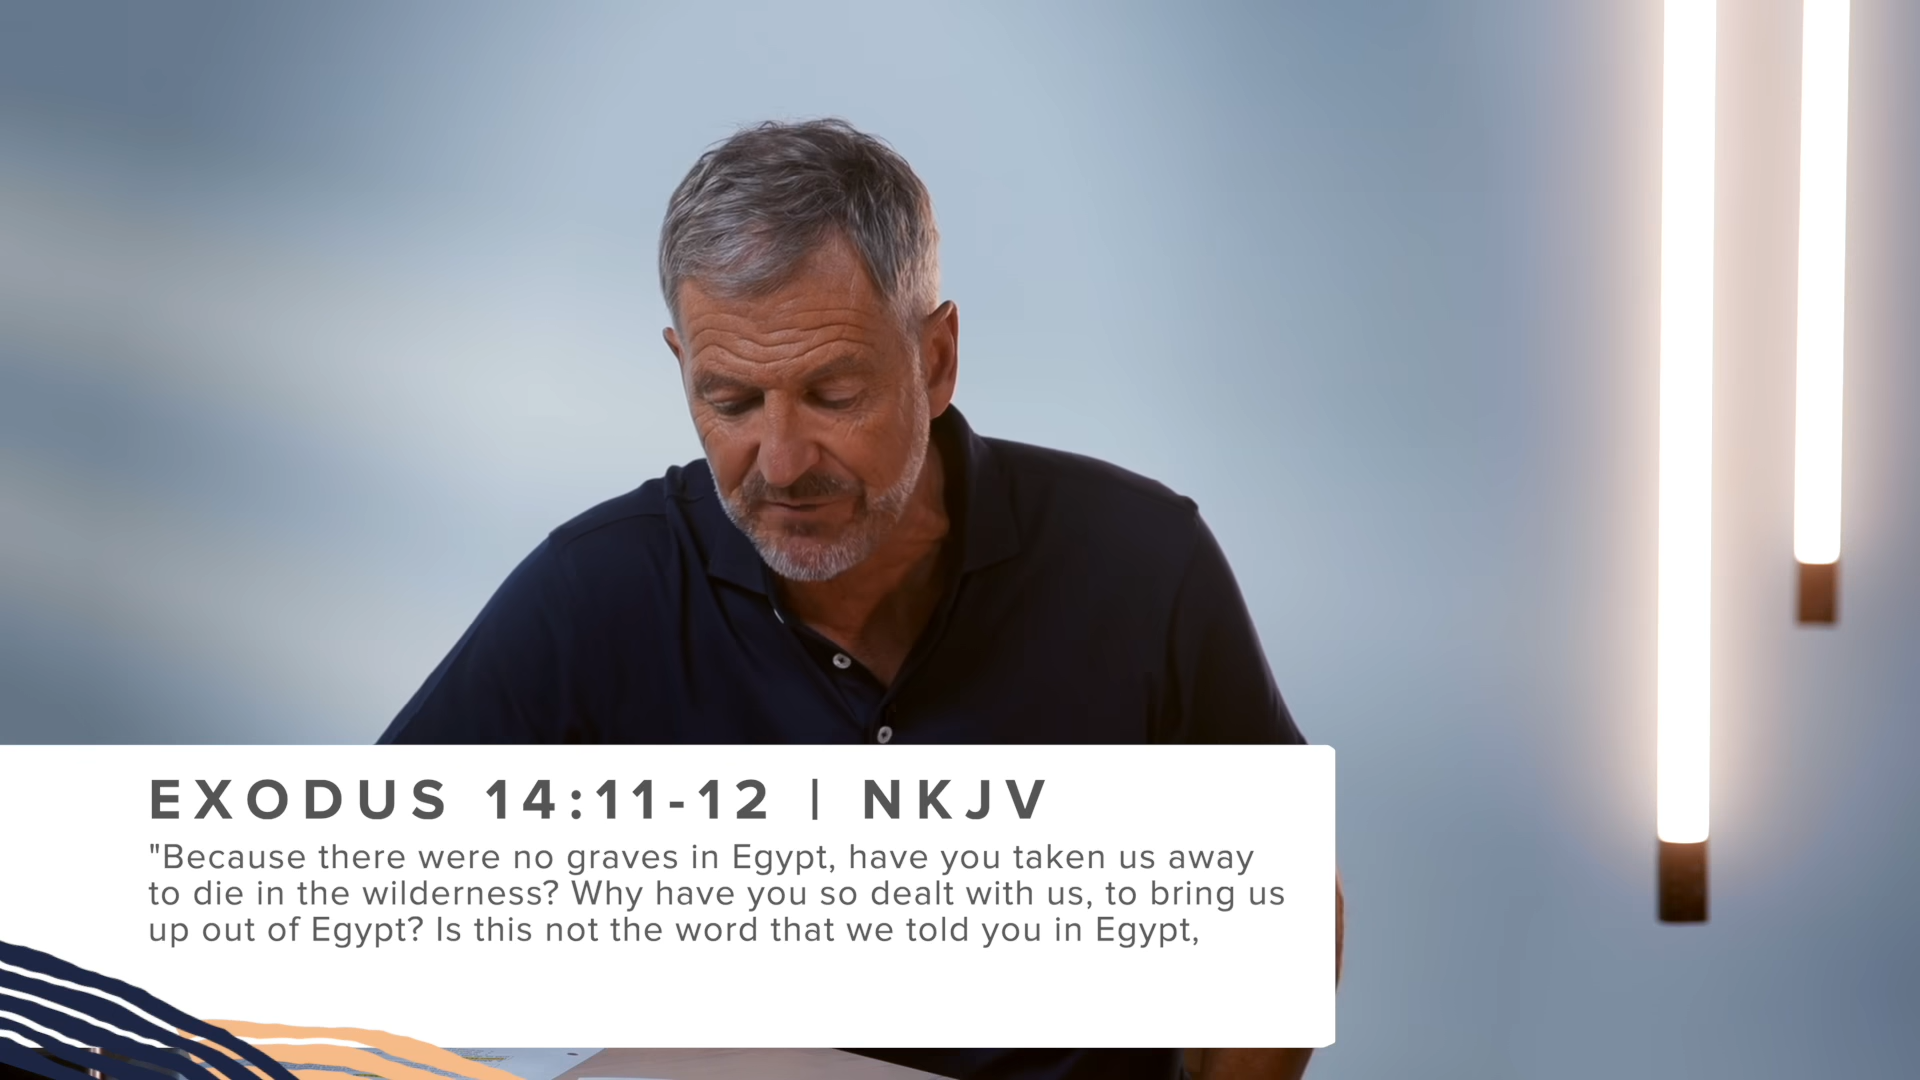 EXODUS 14:11-12 | NKJV
"Because there were no graves in Egypt, have you taken us away
to die in the wilderness? Why have you so dealt with us, to bring us
up out of Egypt? Is this not the word that we told you in Egypt,